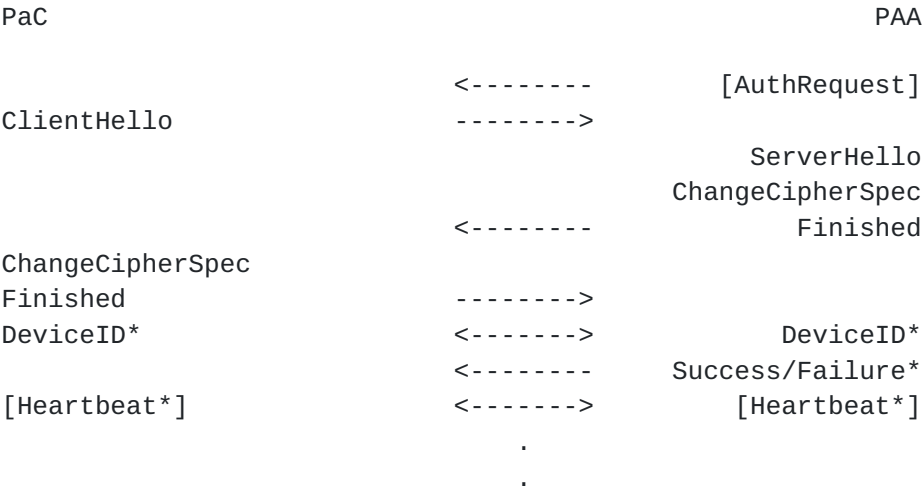 PaC                                                          PAA

                              <--------        [AuthRequest]
ClientHello                   -------->
                                                 ServerHello
                                            ChangeCipherSpec
                              <--------             Finished
ChangeCipherSpec
Finished                      -------->
DeviceID*                     <------->            DeviceID*
                              <--------     Success/Failure*
[Heartbeat*]                  <------->         [Heartbeat*]
                                  .
                                  .